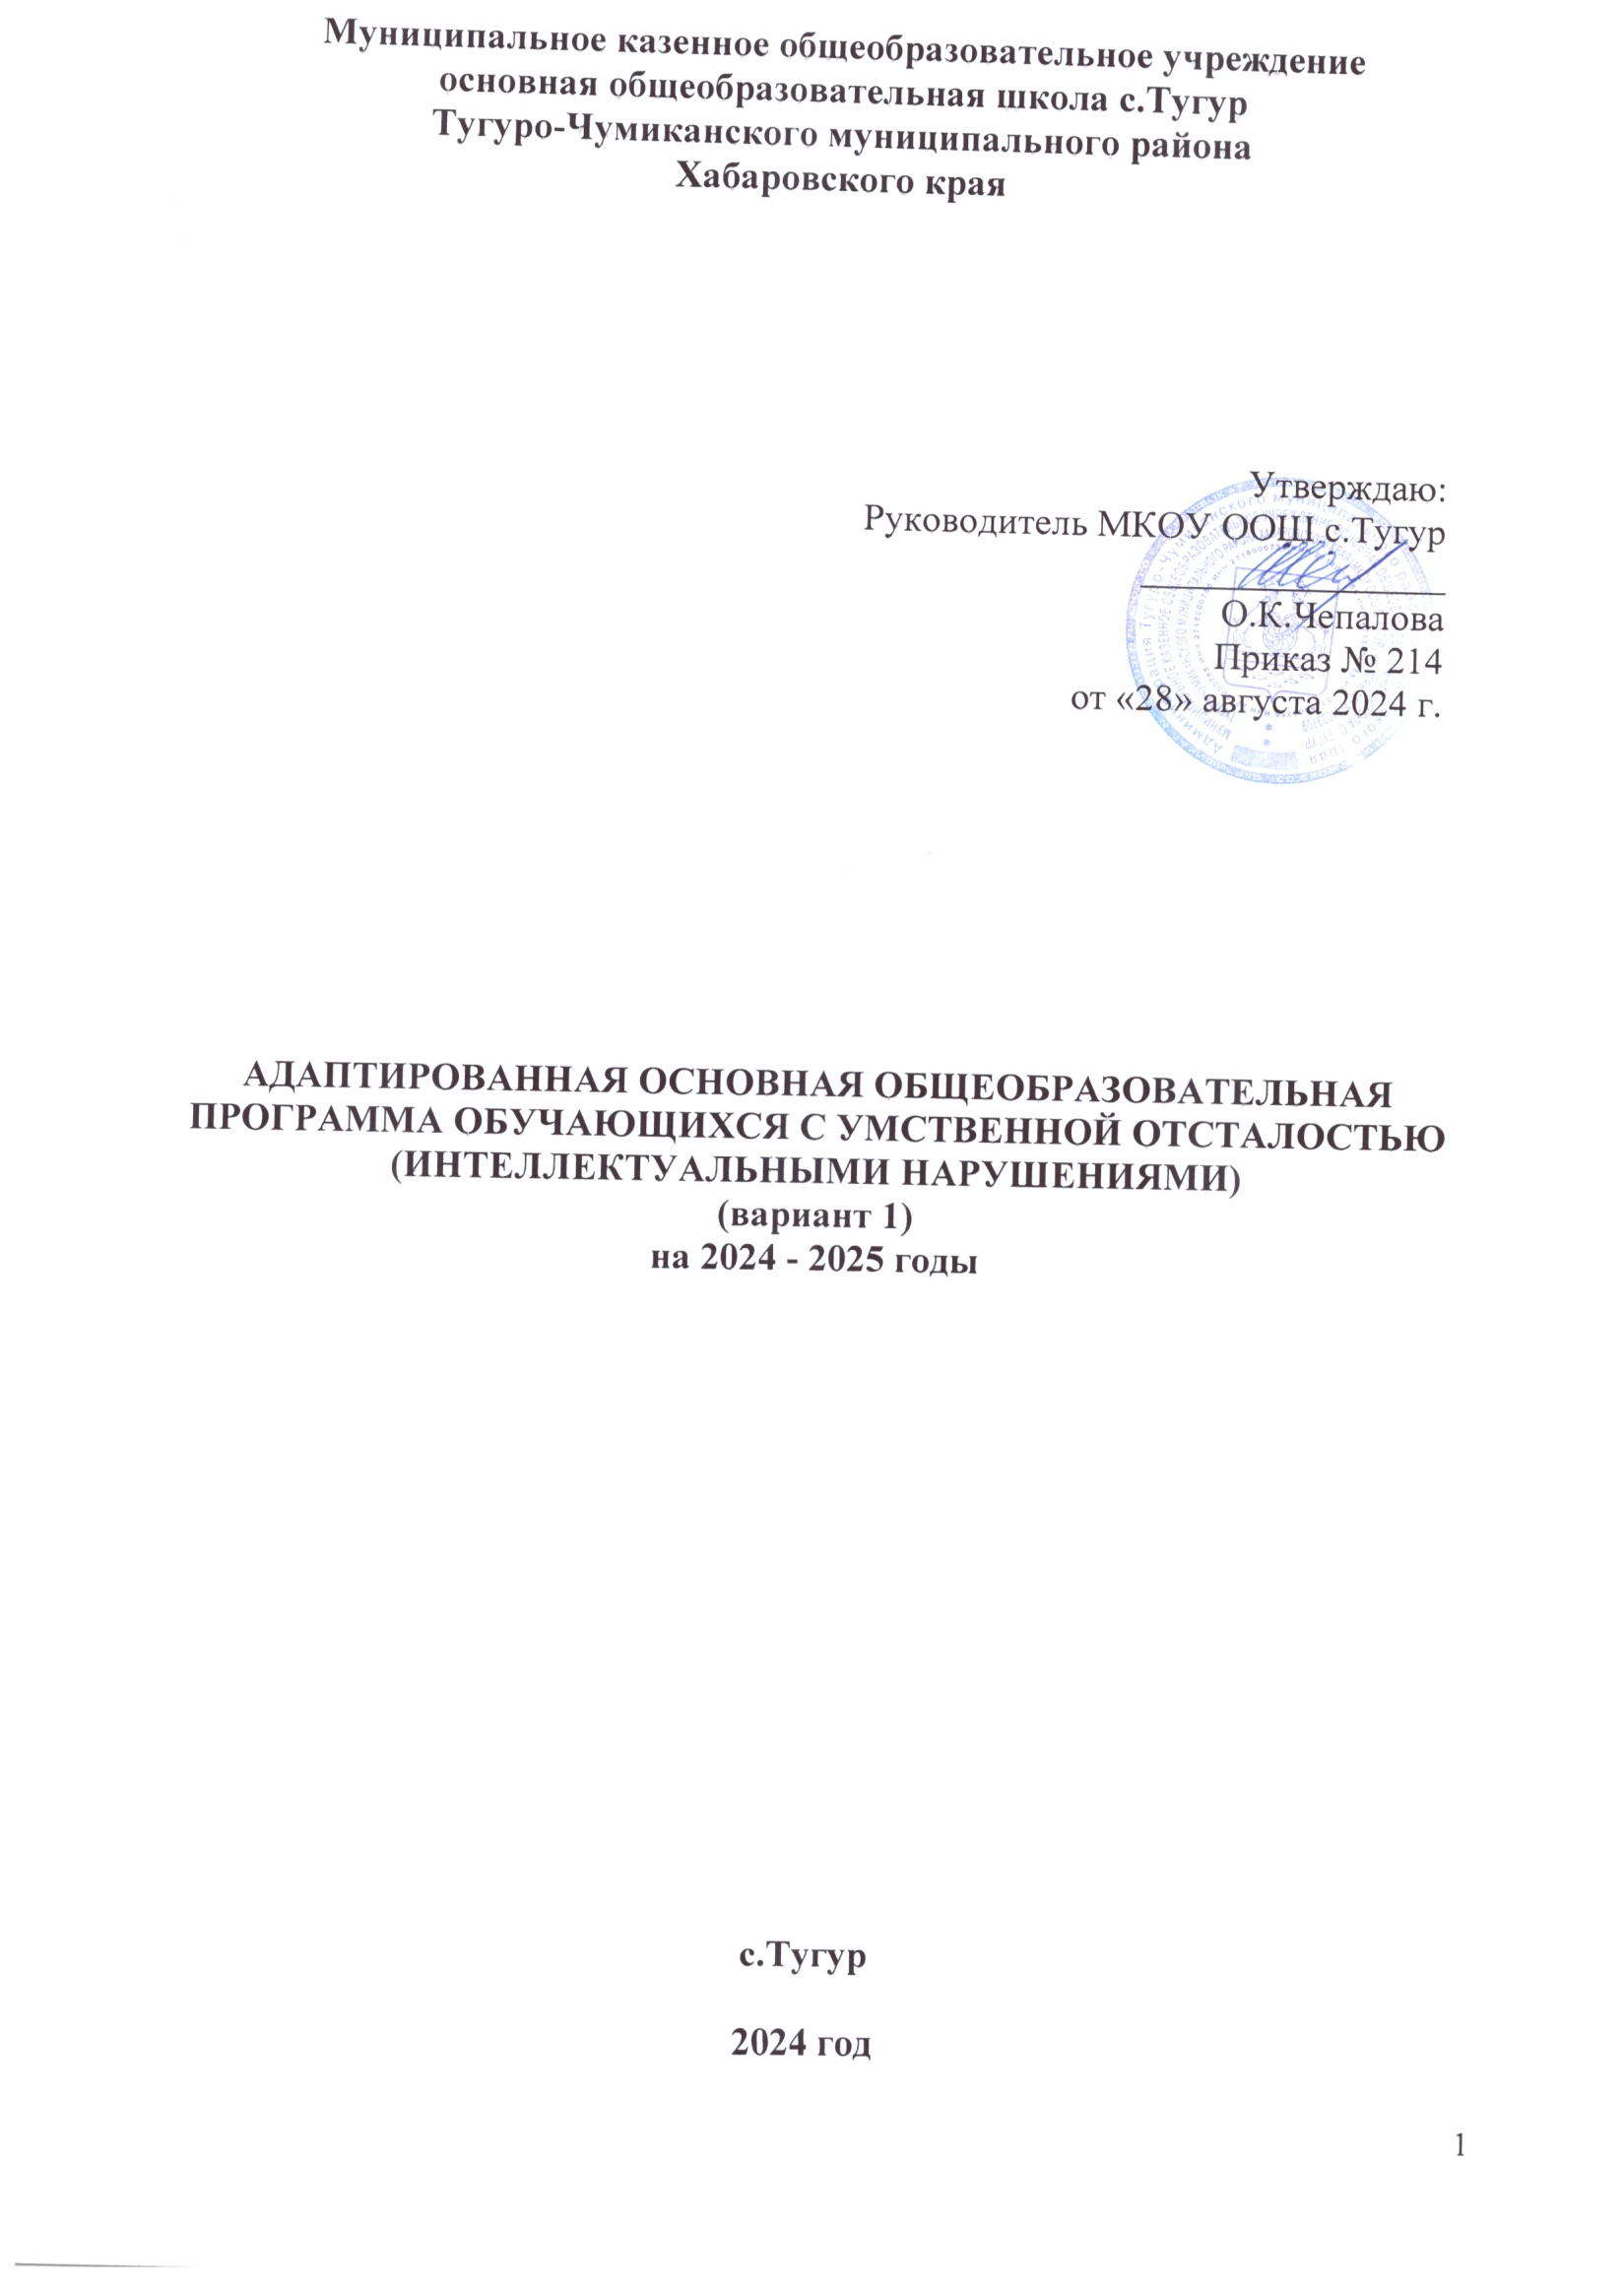 Муниципальное казенное общеобразовательное учреждение
основная общеобразовательная школа с.Тугур
Тугуро-Чумиканского муниципального района
Хабаровского края
Утверждаю:
Руководитель МКОУ ООШ с.Тугур
О.К.Чепалова
Приказ № 214
от «28» августа 2024 г.
АДАПТИРОВАННАЯ ОСНОВНАЯ ОБЩЕОБРАЗОВАТЕЛЬНАЯ
ПРОГРАММА ОБУЧАЮЩИХСЯ С УМСТВЕННОЙ ОТСТАЛОСТЬЮ
(ИНТЕЛЛЕКТУАЛЬНЫМИ НАРУШЕНИЯМИ)
(вариант 1)
на 2024 - 2025 годы
с.Тугур
2024 год
1